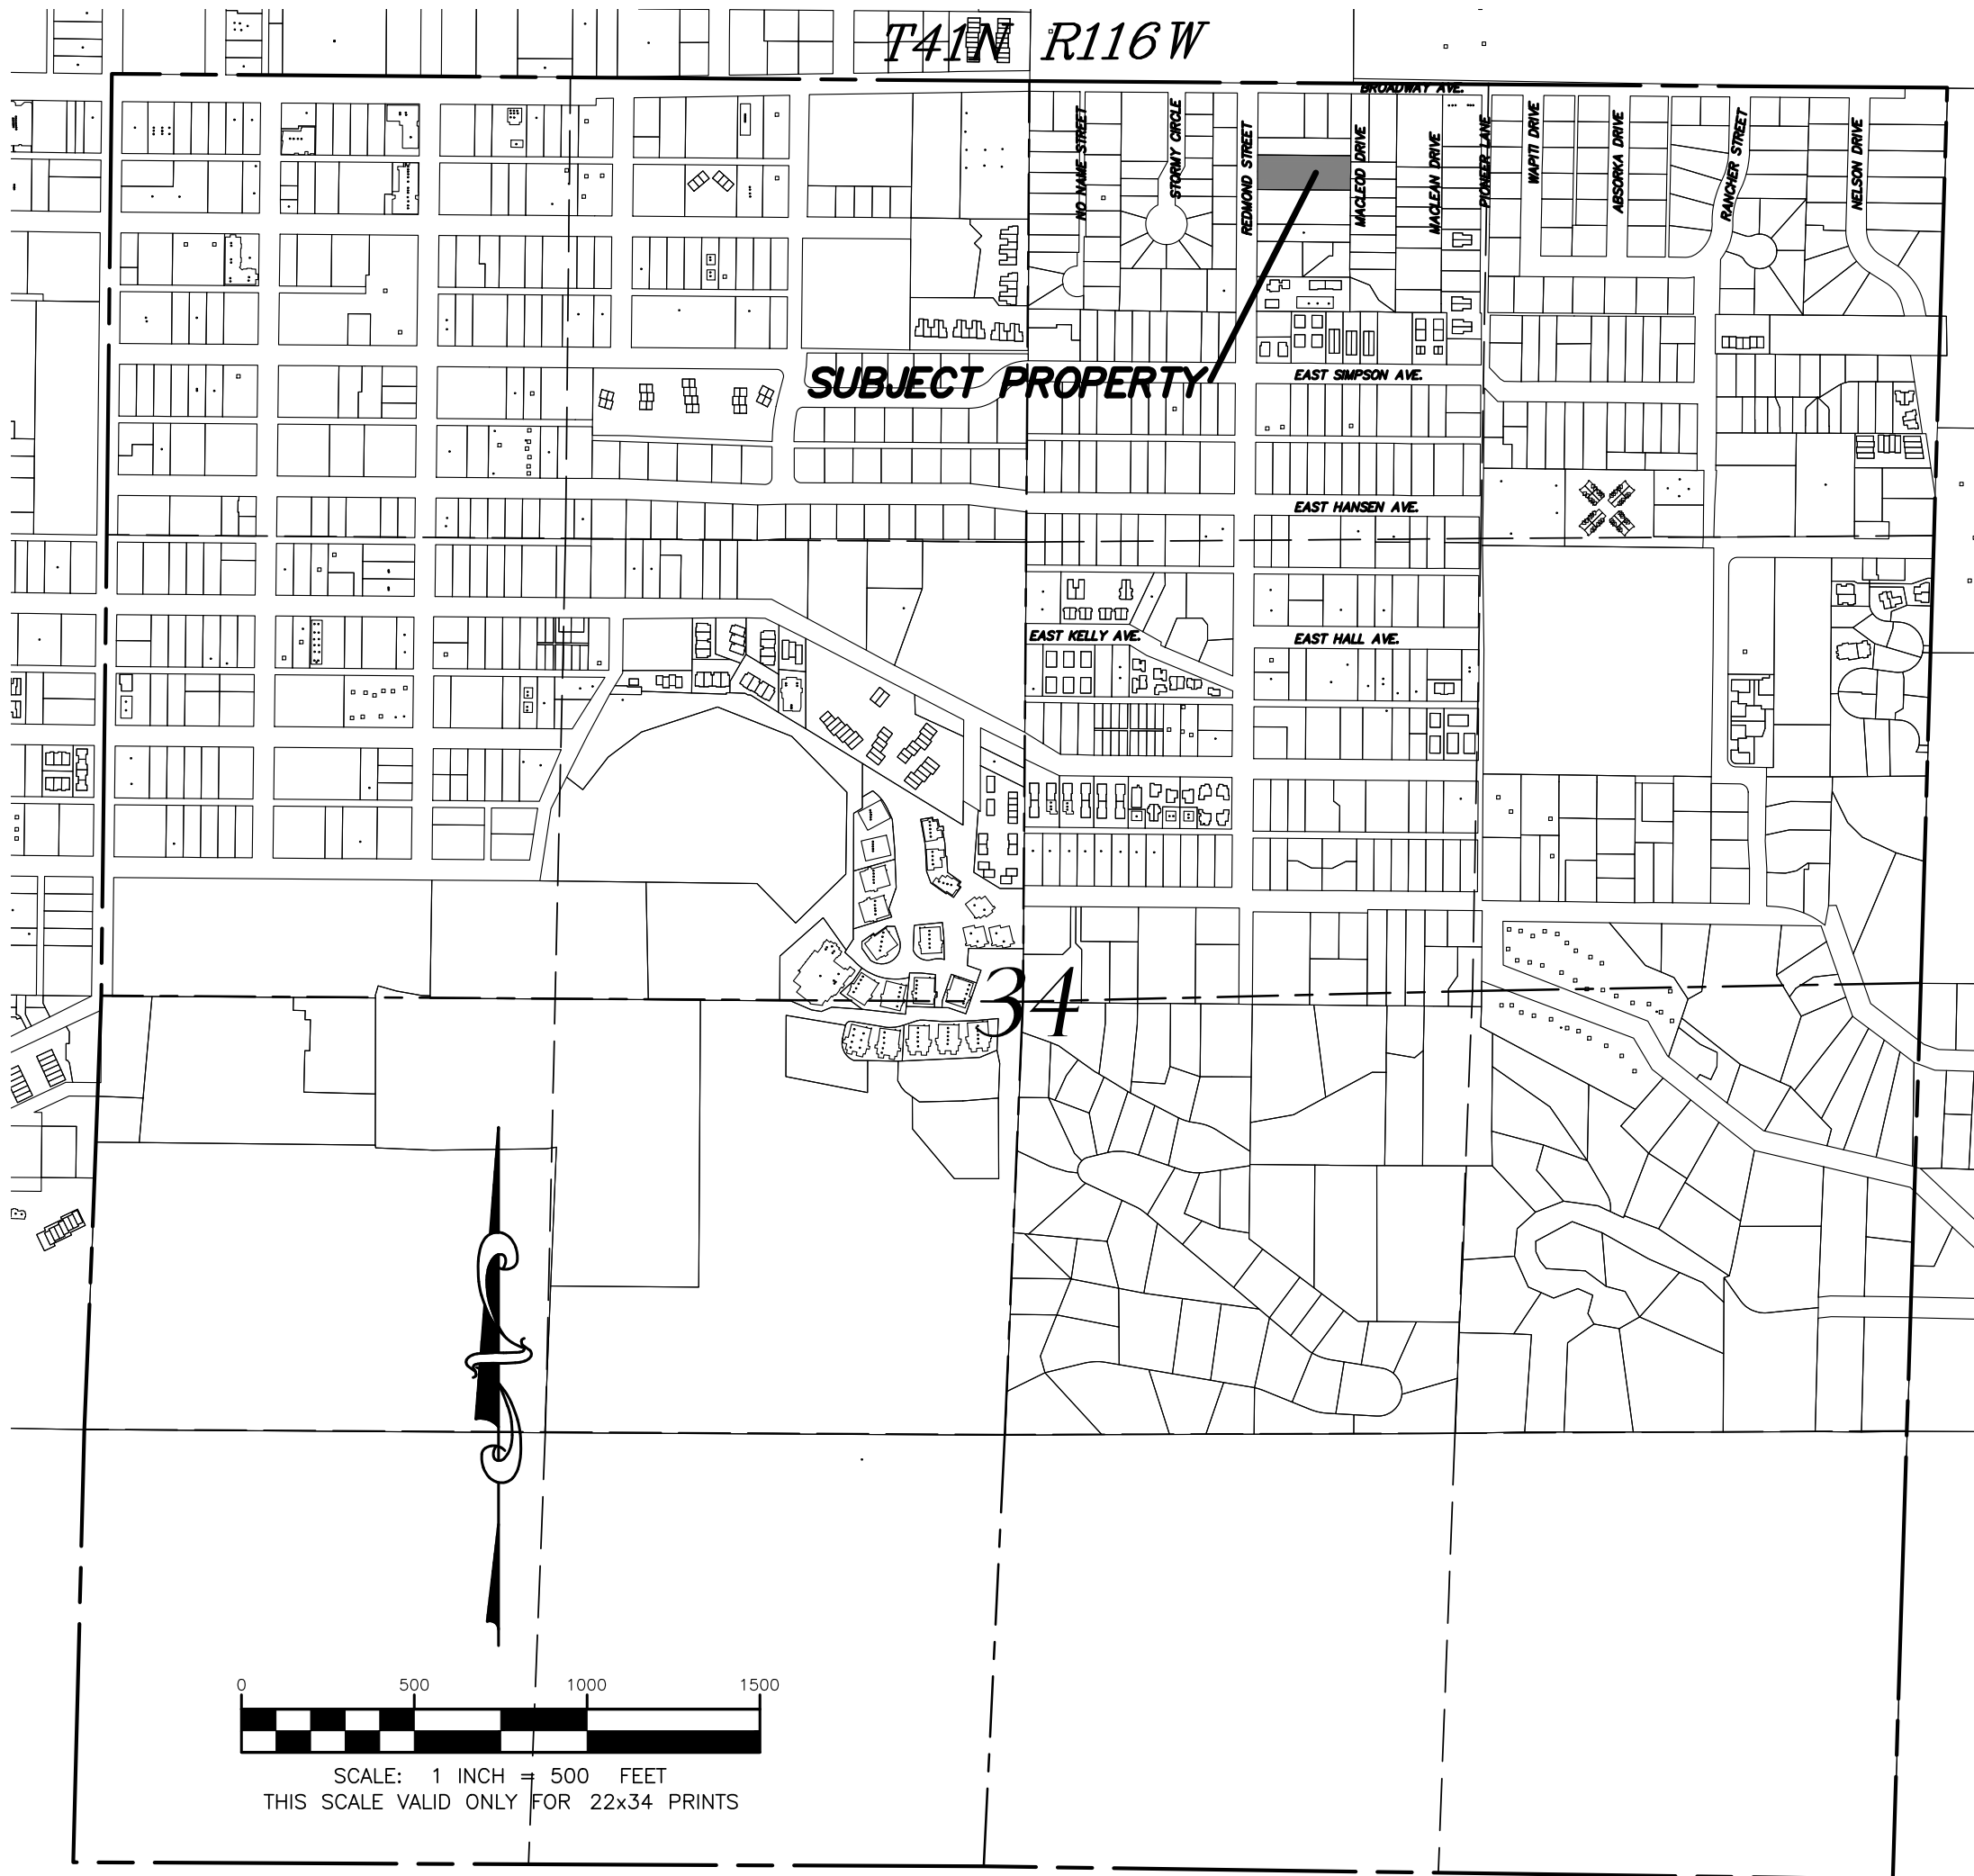 T41N R116W
BROADWAY AVE.
NO NAME STREET
STORMY CIRCLE
REDMOND STREET
MACLEOD DRIVE
MACLEAN DRIVE
PIONEER LANE
WAPITI DRIVE
ABSORKA DRIVE
RANCHER STREET
NELSON DRIVE
SUBJECT PROPERTY
EAST SIMPSON AVE.
EAST HANSEN AVE.
EAST KELLY AVE.
EAST HALL AVE.
34
0 500 1000 1500
SCALE: 1 INCH = 500 FEET
THIS SCALE VALID ONLY FOR 22x34 PRINTS